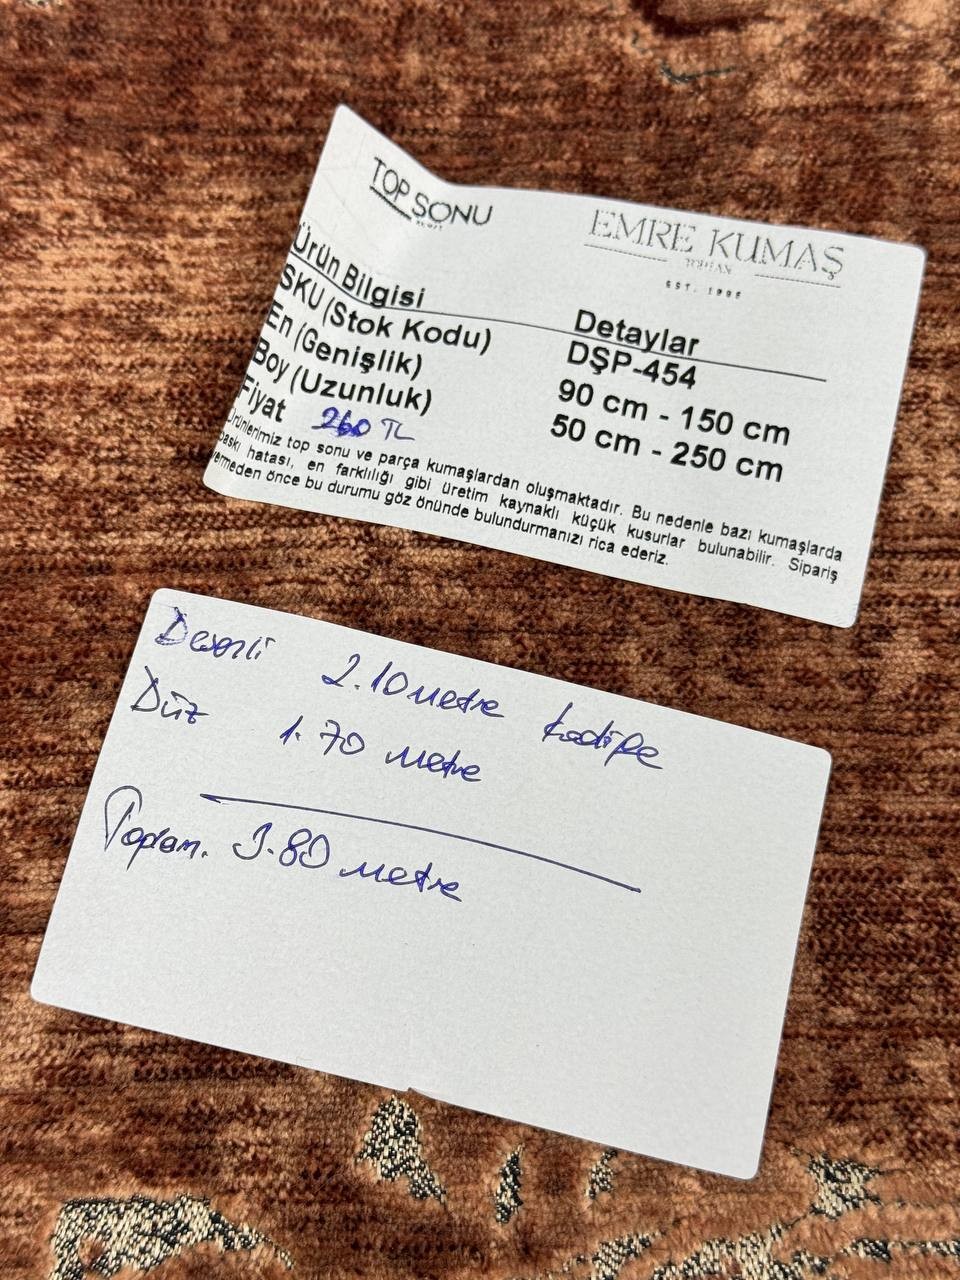 TOP SONU
EMRE KUMAŞ
TOPTAN
EST. 1996
Ürün Bilgisi Detaylar
SKU (Stok Kodu) DŞP-454
En (Genişlik) 90 cm - 150 cm
Boy (Uzunluk) 50 cm - 250 cm
Fiyat 260 TL
Ürünlerimiz top sonu ve parça kumaşlardan oluşmaktadır. Bu nedenle bazı kumaşlarda
baskı hatası, en farklılığı gibi üretim kaynaklı küçük kusurlar bulunabilir. Sipariş
vermeden önce bu durumu göz önünde bulundurmanızı rica ederiz.
Desenli 2.10 metre kadife
Düz 1.70 metre
Toplam. 3.80 metre